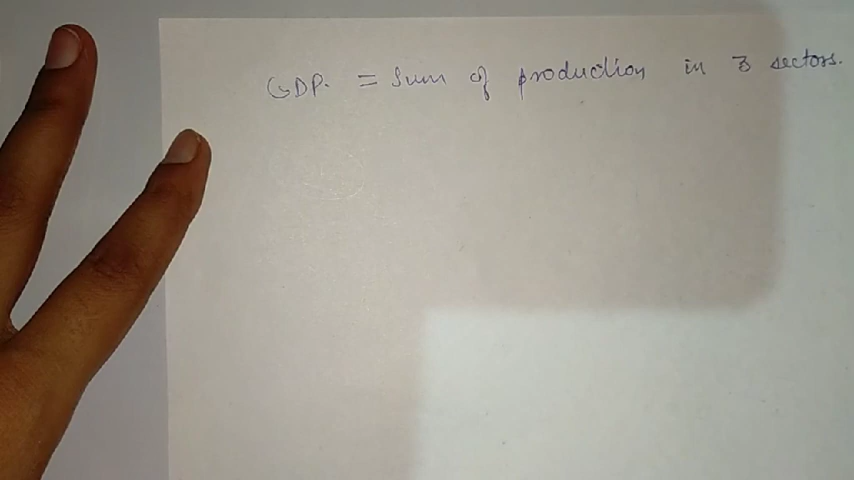 GDP. = Sum of production in 3 sectors.